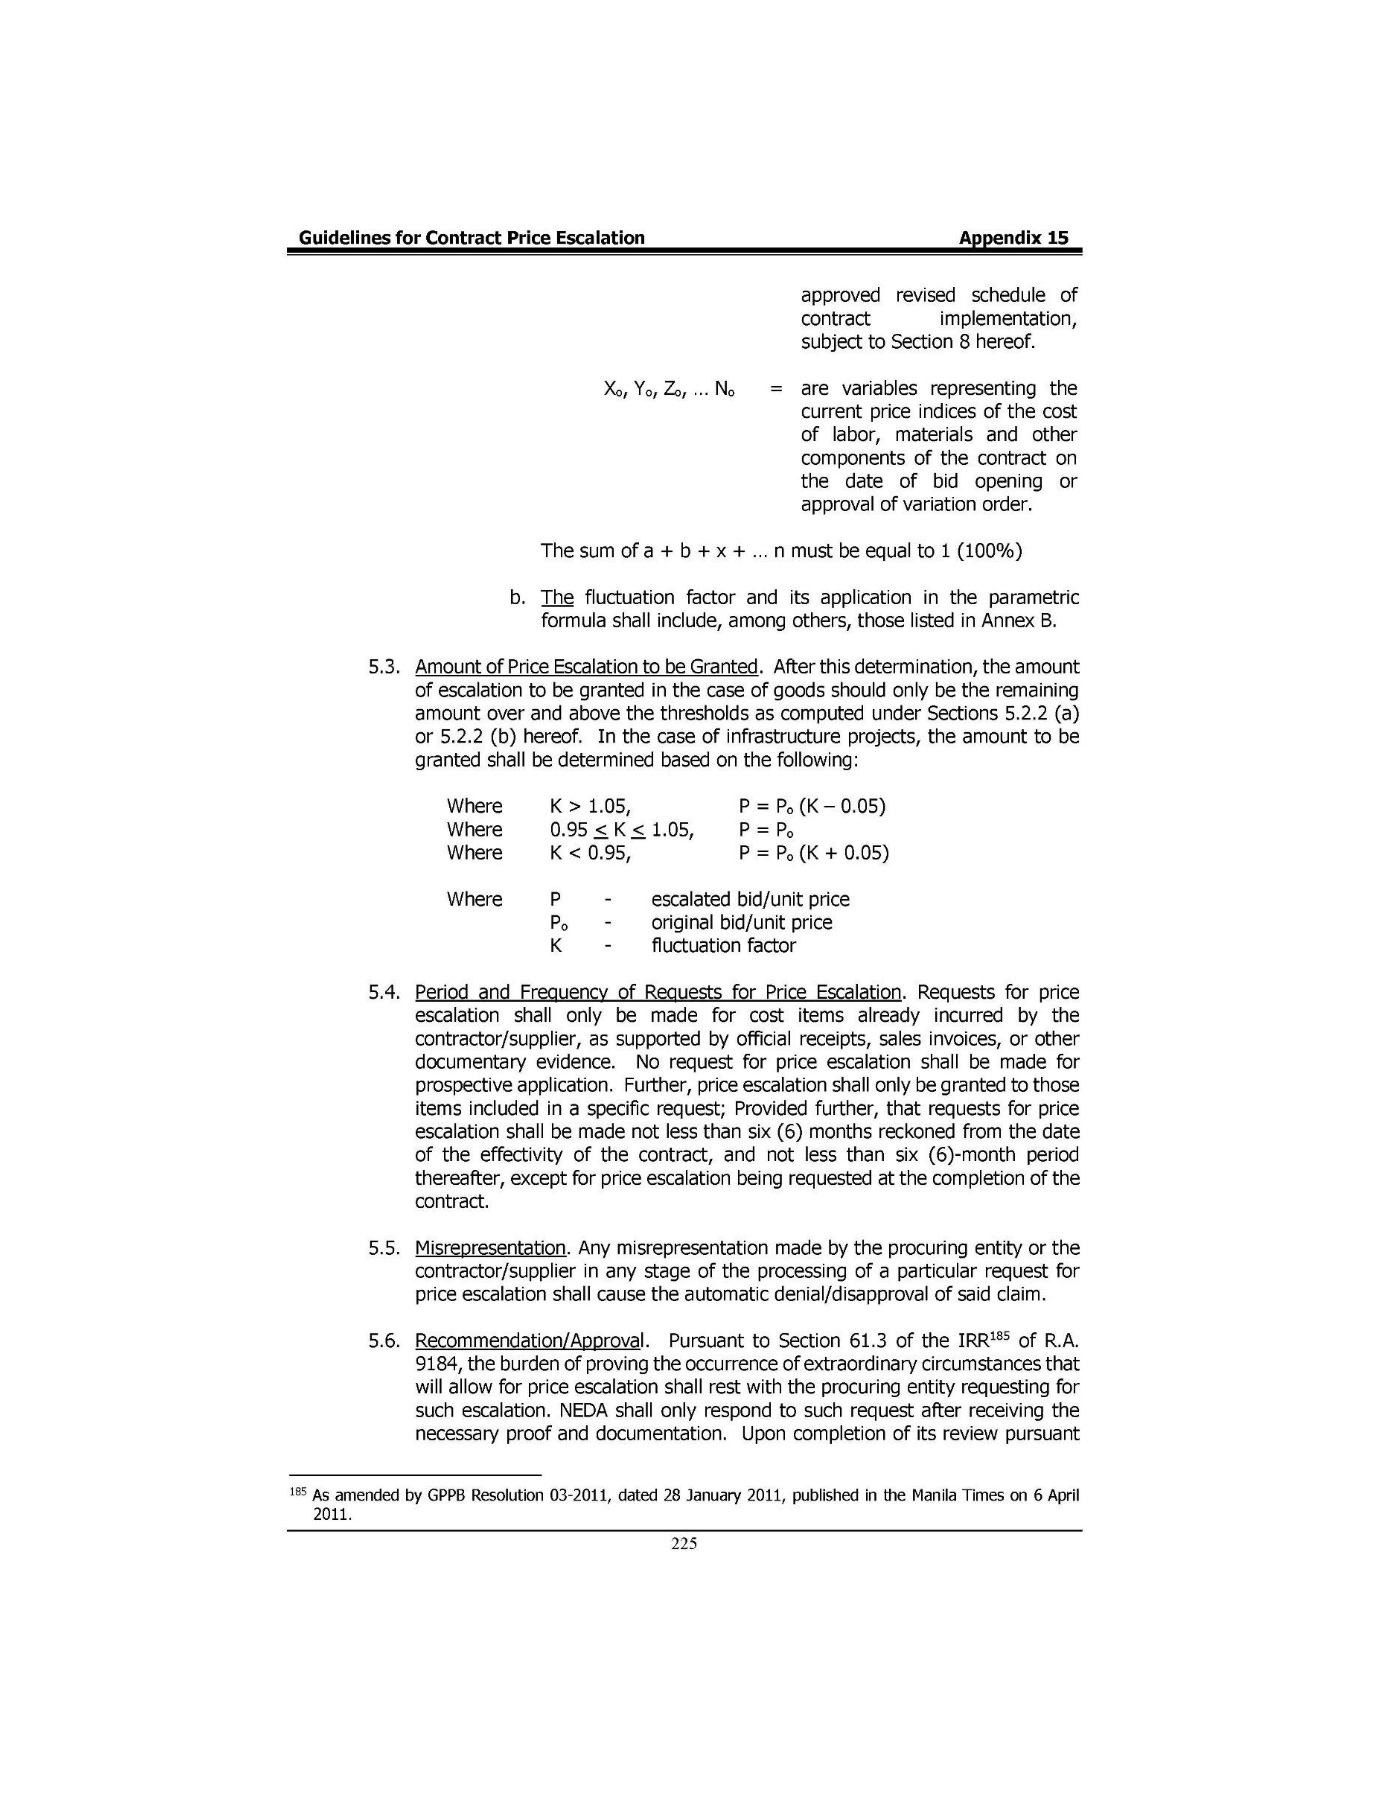 Guidelines for Contract Price Escalation Appendix 15
approved revised schedule of
contract implementation,
subject to Section 8 hereof.
Xₒ, Yₒ, Zₒ, ... Nₒ = are variables representing the
current price indices of the cost
of labor, materials and other
components of the contract on
the date of bid opening or
approval of variation order.
The sum of a + b + x + ... n must be equal to 1 (100%)
b. The fluctuation factor and its application in the parametric
formula shall include, among others, those listed in Annex B.
5.3. Amount of Price Escalation to be Granted. After this determination, the amount
of escalation to be granted in the case of goods should only be the remaining
amount over and above the thresholds as computed under Sections 5.2.2 (a)
or 5.2.2 (b) hereof. In the case of infrastructure projects, the amount to be
granted shall be determined based on the following:
Where K > 1.05, P = Pₒ (K – 0.05)
Where 0.95 ≤ K ≤ 1.05, P = Pₒ
Where K < 0.95, P = Pₒ (K + 0.05)
Where P - escalated bid/unit price
Pₒ - original bid/unit price
K - fluctuation factor
5.4. Period and Frequency of Requests for Price Escalation. Requests for price
escalation shall only be made for cost items already incurred by the
contractor/supplier, as supported by official receipts, sales invoices, or other
documentary evidence. No request for price escalation shall be made for
prospective application. Further, price escalation shall only be granted to those
items included in a specific request; Provided further, that requests for price
escalation shall be made not less than six (6) months reckoned from the date
of the effectivity of the contract, and not less than six (6)-month period
thereafter, except for price escalation being requested at the completion of the
contract.
5.5. Misrepresentation. Any misrepresentation made by the procuring entity or the
contractor/supplier in any stage of the processing of a particular request for
price escalation shall cause the automatic denial/disapproval of said claim.
5.6. Recommendation/Approval. Pursuant to Section 61.3 of the IRR¹⁸⁵ of R.A.
9184, the burden of proving the occurrence of extraordinary circumstances that
will allow for price escalation shall rest with the procuring entity requesting for
such escalation. NEDA shall only respond to such request after receiving the
necessary proof and documentation. Upon completion of its review pursuant
¹⁸⁵ As amended by GPPB Resolution 03-2011, dated 28 January 2011, published in the Manila Times on 6 April
2011.
225